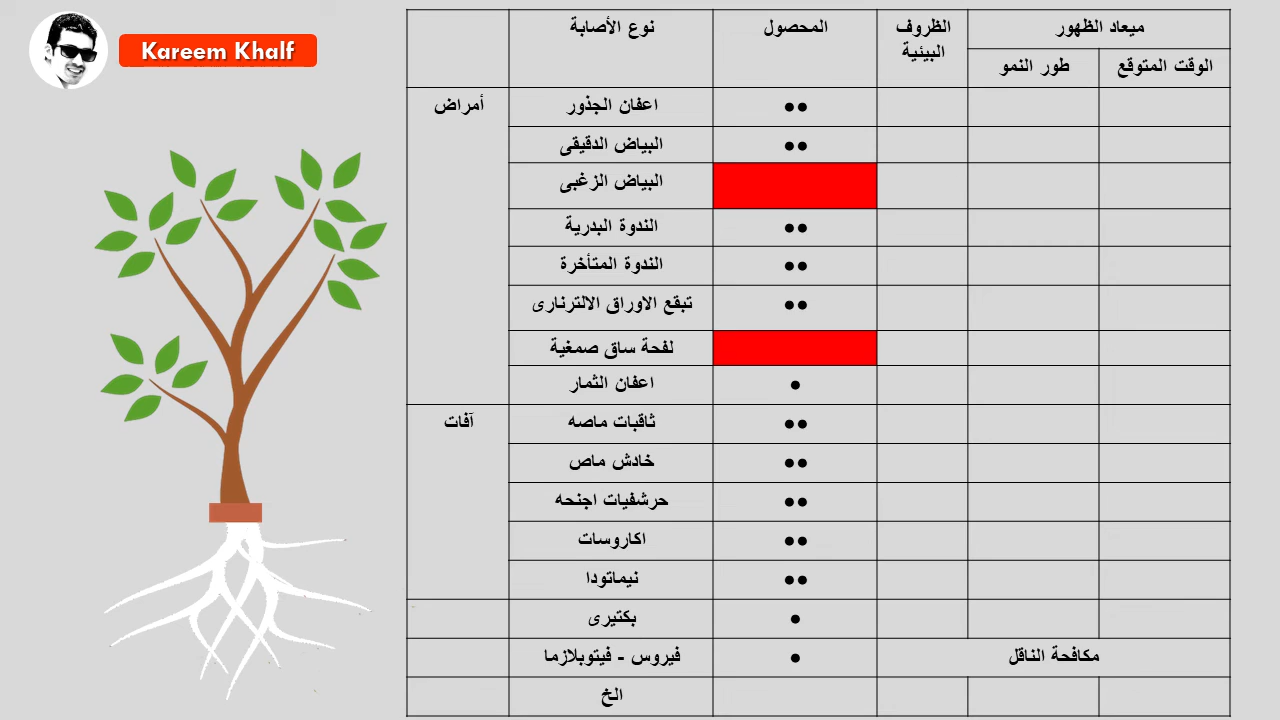 Kareem Khalf
نوع الأصابة
المحصول
الظروف البيئية
ميعاد الظهور
طور النمو
الوقت المتوقع
أمراض
اعفان الجذور ●●
البياض الدقيقى ●●
البياض الزغبى
الندوة البدرية ●●
الندوة المتأخرة ●●
تبقع الاوراق الالترنارى ●●
لفحة ساق صمغية
اعفان الثمار ●
آفات
ثاقبات ماصه ●●
خادش ماص ●●
حرشفيات اجنحه ●●
اكاروسات ●●
نيماتودا ●●
بكتيرى ●
فيروس - فيتوبلازما ● مكافحة الناقل
الخ